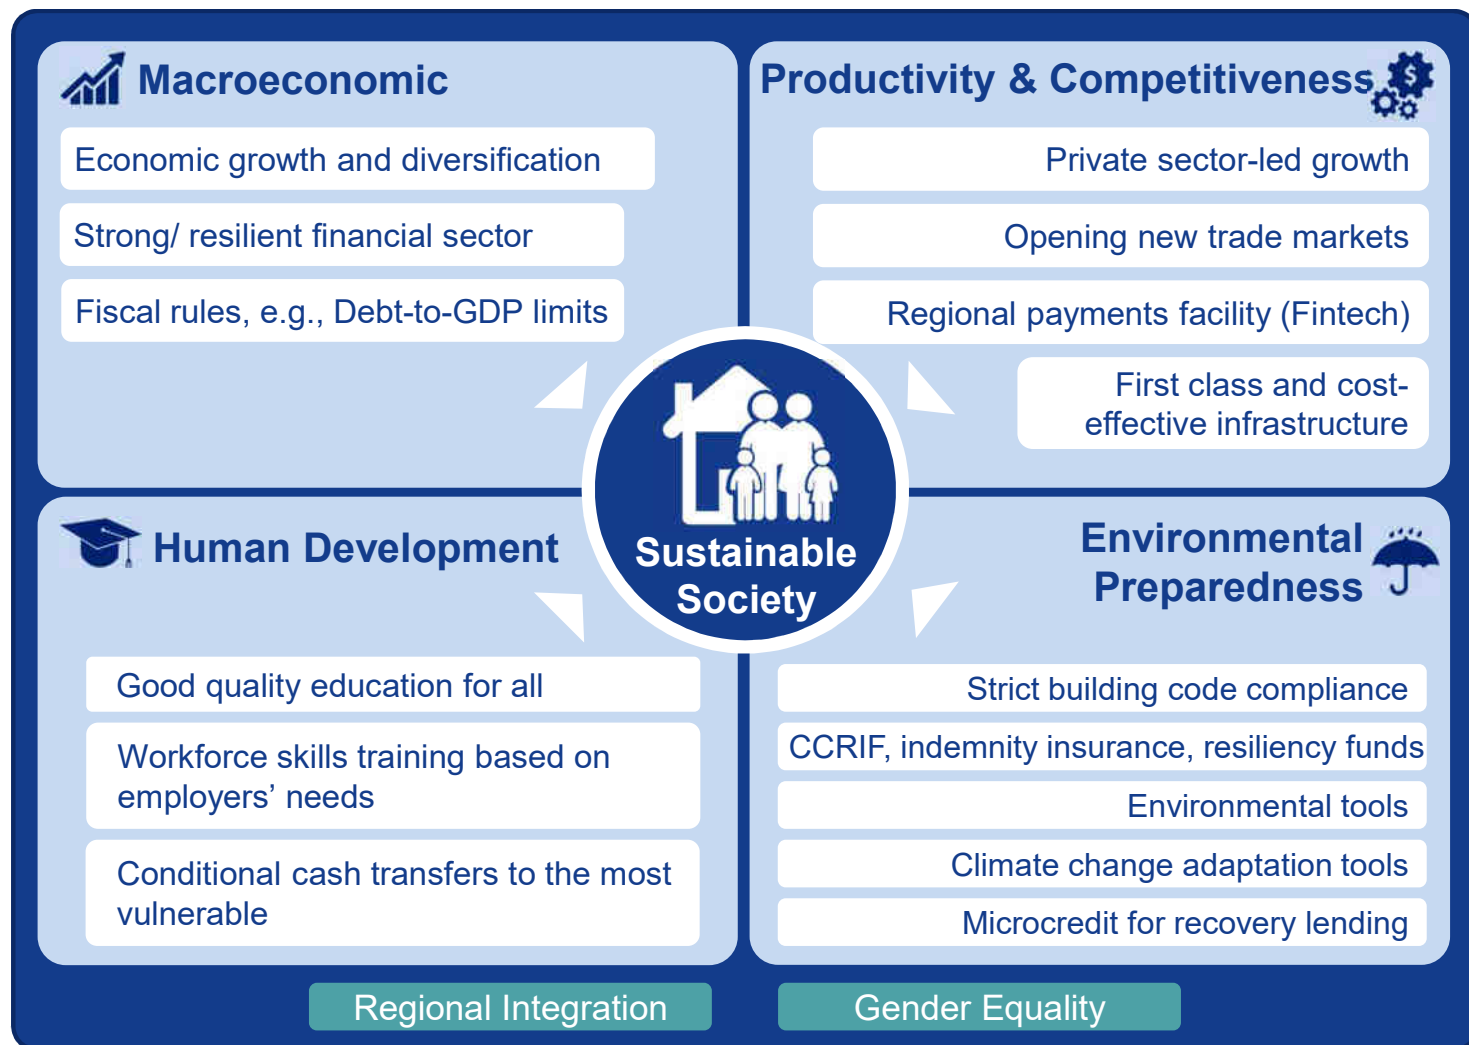 Macroeconomic
Economic growth and diversification
Strong/ resilient financial sector
Fiscal rules, e.g., Debt-to-GDP limits
Productivity & Competitiveness
$
Private sector-led growth
Opening new trade markets
Regional payments facility (Fintech)
First class and cost-
effective infrastructure
Sustainable
Society
Human Development
Good quality education for all
Workforce skills training based on
employers’ needs
Conditional cash transfers to the most
vulnerable
Environmental
Preparedness
Strict building code compliance
CCRIF, indemnity insurance, resiliency funds
Environmental tools
Climate change adaptation tools
Microcredit for recovery lending
Regional Integration
Gender Equality